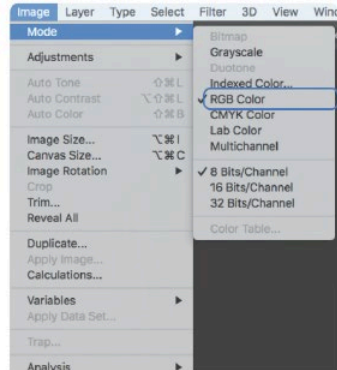 Image Layer Type Select Filter 3D View
Mode ▶
Adjustments ▶
Auto Tone ⇧⌘L
Auto Contrast ⌥⇧⌘L
Auto Color ⇧⌘B
Image Size... ⌥⌘I
Canvas Size... ⌥⌘C
Image Rotation ▶
Crop
Trim...
Reveal All
Duplicate...
Apply Image...
Calculations...
Variables ▶
Apply Data Set...
Trap...
Analysis ▶
Bitmap
Grayscale
Duotone
Indexed Color...
✓ RGB Color
CMYK Color
Lab Color
Multichannel
✓ 8 Bits/Channel
16 Bits/Channel
32 Bits/Channel
Color Table...